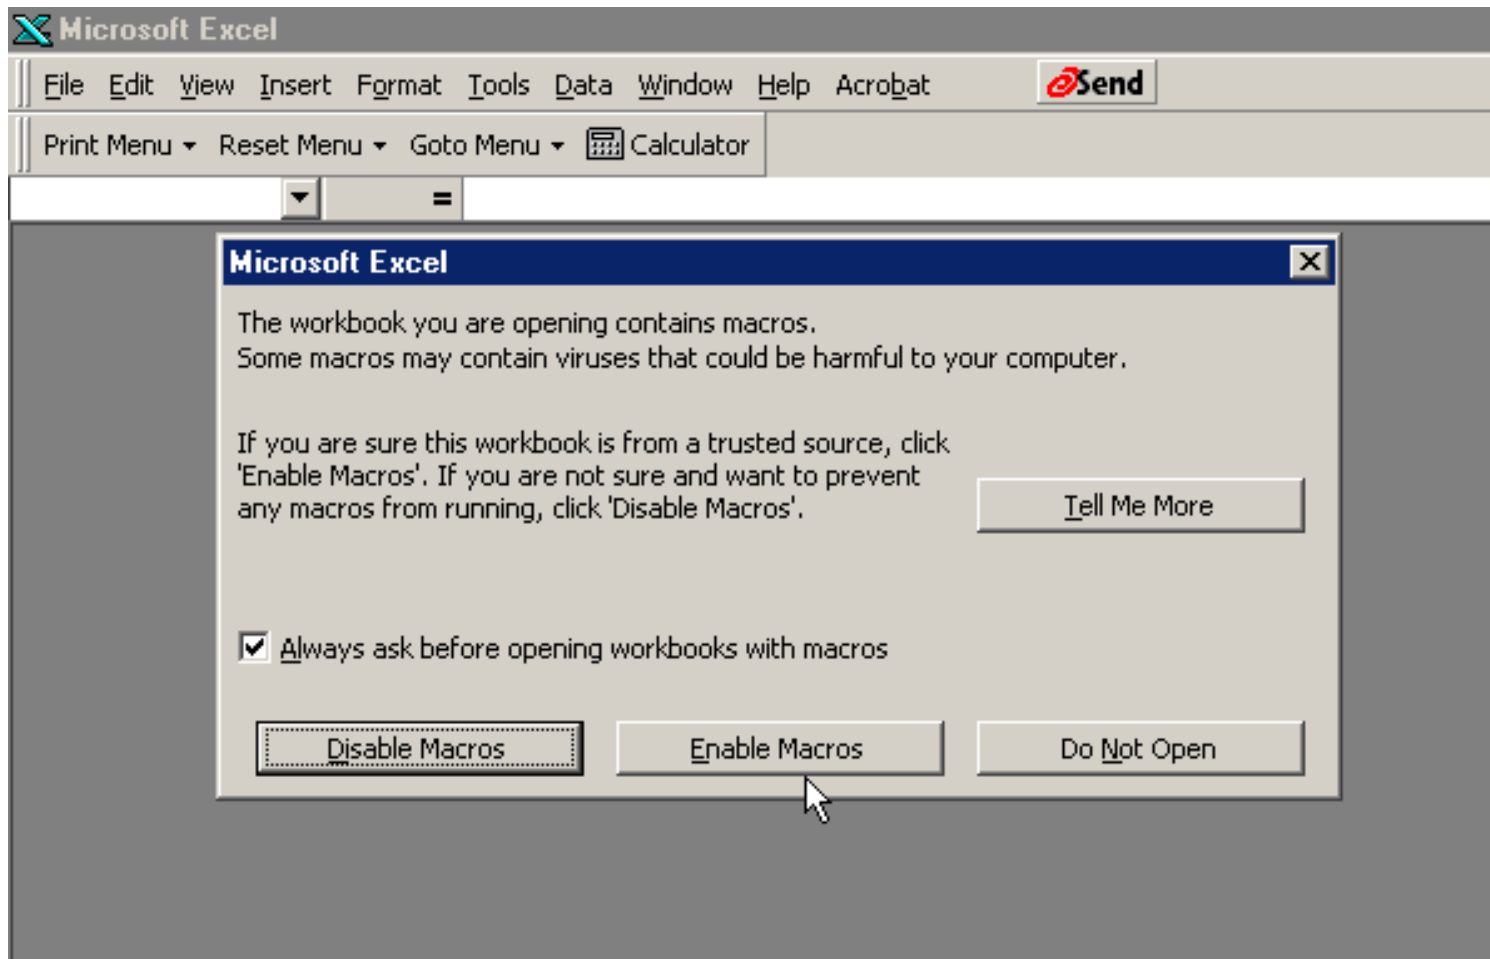 Microsoft Excel
File Edit View Insert Format Tools Data Window Help Acrobat eSend
Print Menu Reset Menu Goto Menu Calculator
=
Microsoft Excel
The workbook you are opening contains macros.
Some macros may contain viruses that could be harmful to your computer.
If you are sure this workbook is from a trusted source, click
'Enable Macros'. If you are not sure and want to prevent
any macros from running, click 'Disable Macros'.
Tell Me More
Always ask before opening workbooks with macros
Disable Macros Enable Macros Do Not Open